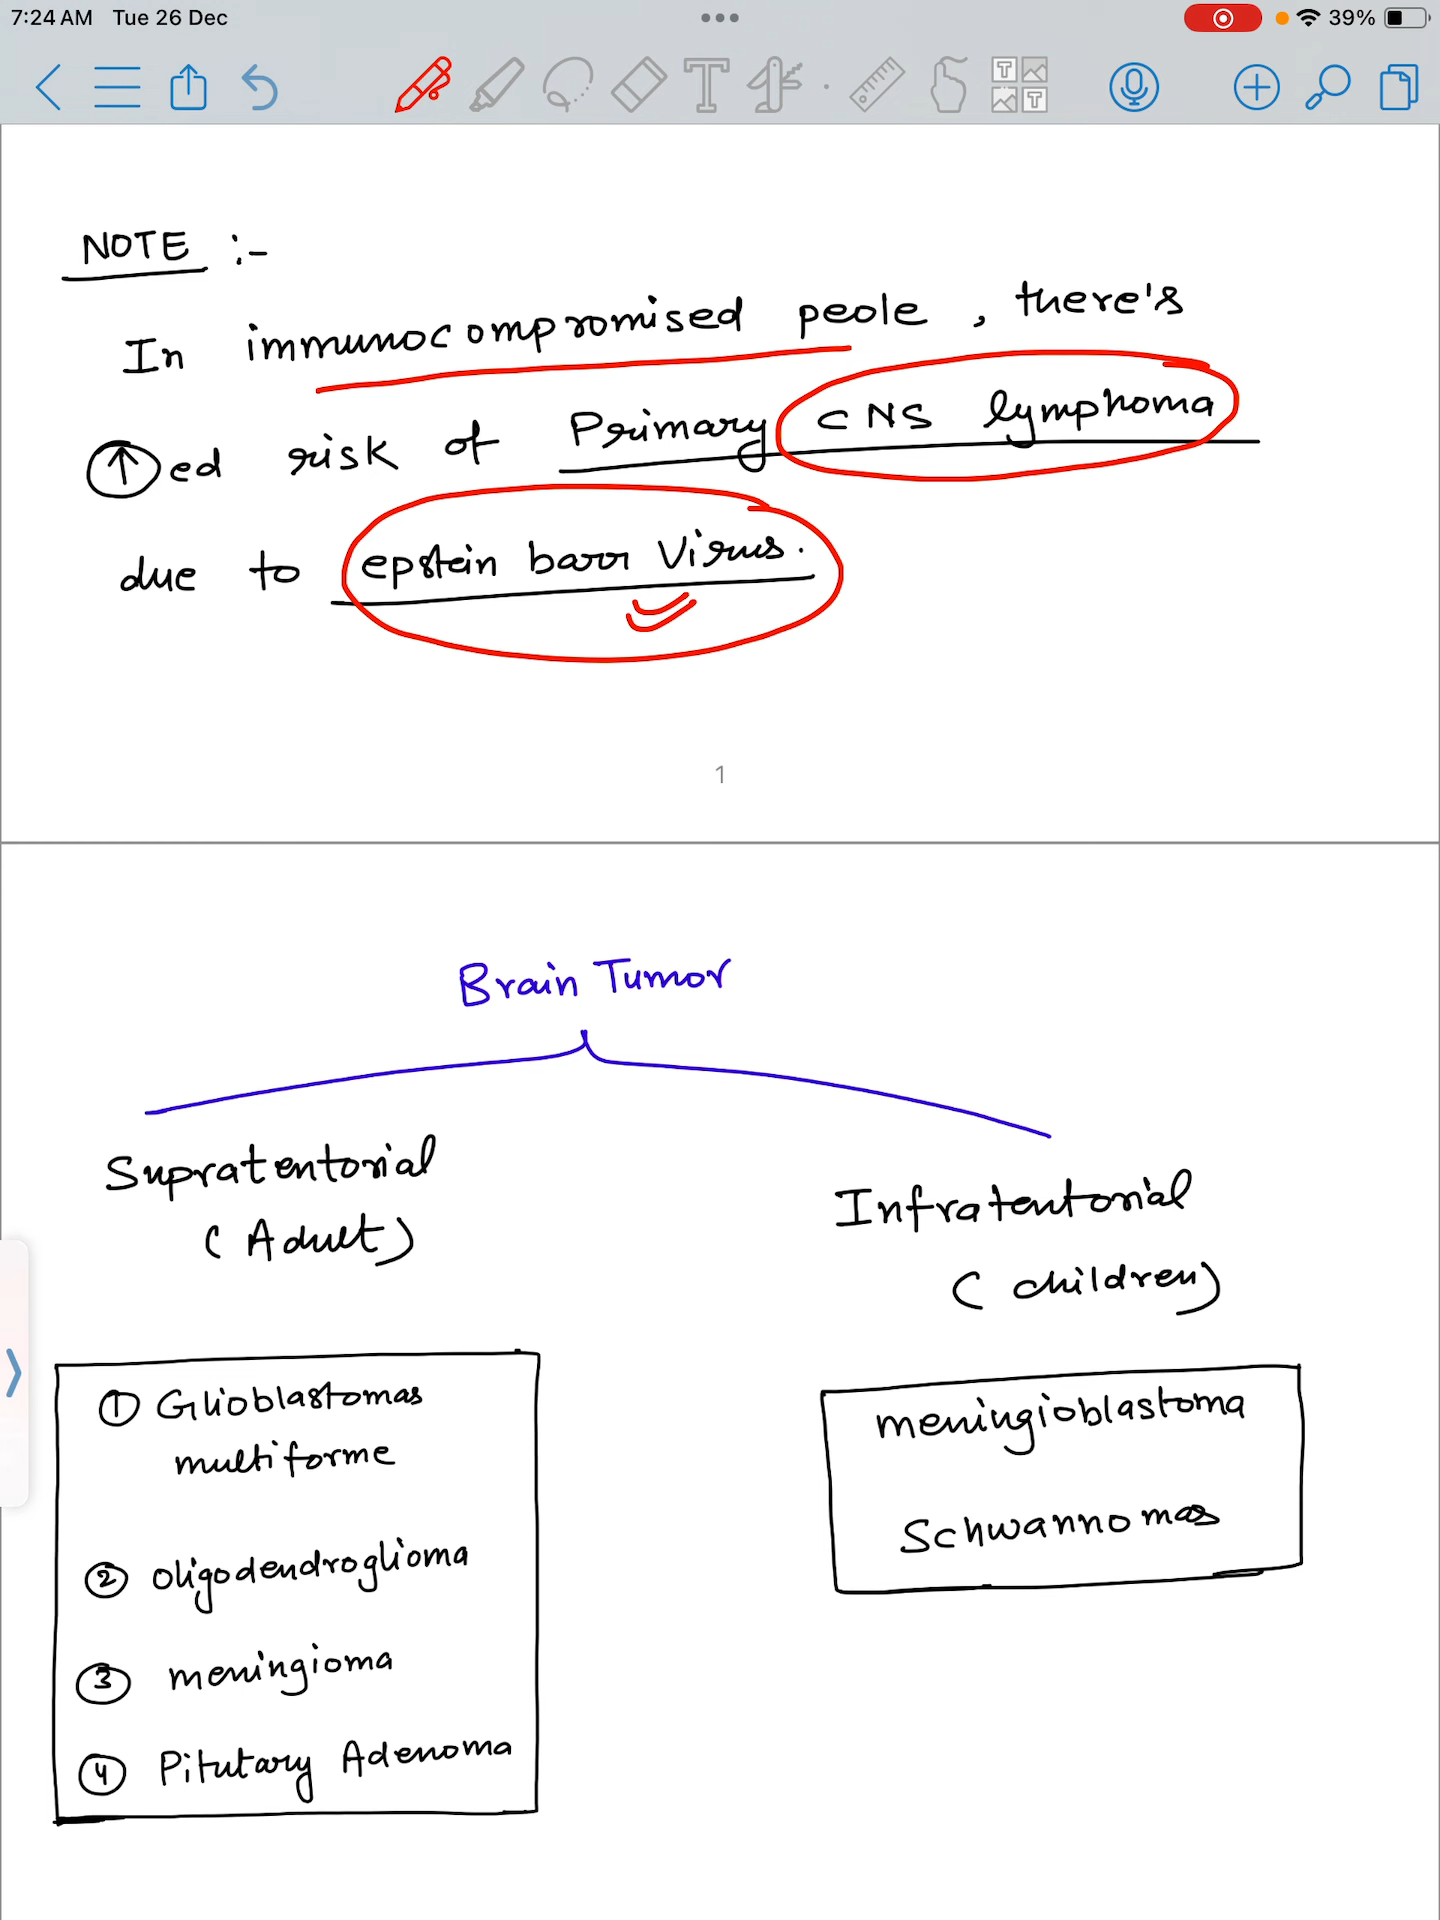 7:24 AM Tue 26 Dec
39%
NOTE :-
In immunocompromised peole, there's
↑ed risk of Primary CNS lymphoma
due to epstein barr Virus.
1
Brain Tumor
Supratentorial
(Adult)
Infratentorial
(children)
① Glioblastomas
multiforme
② oligodendroglioma
③ meningioma
④ Pitutary Adenoma
meningioblastoma
Schwannomas